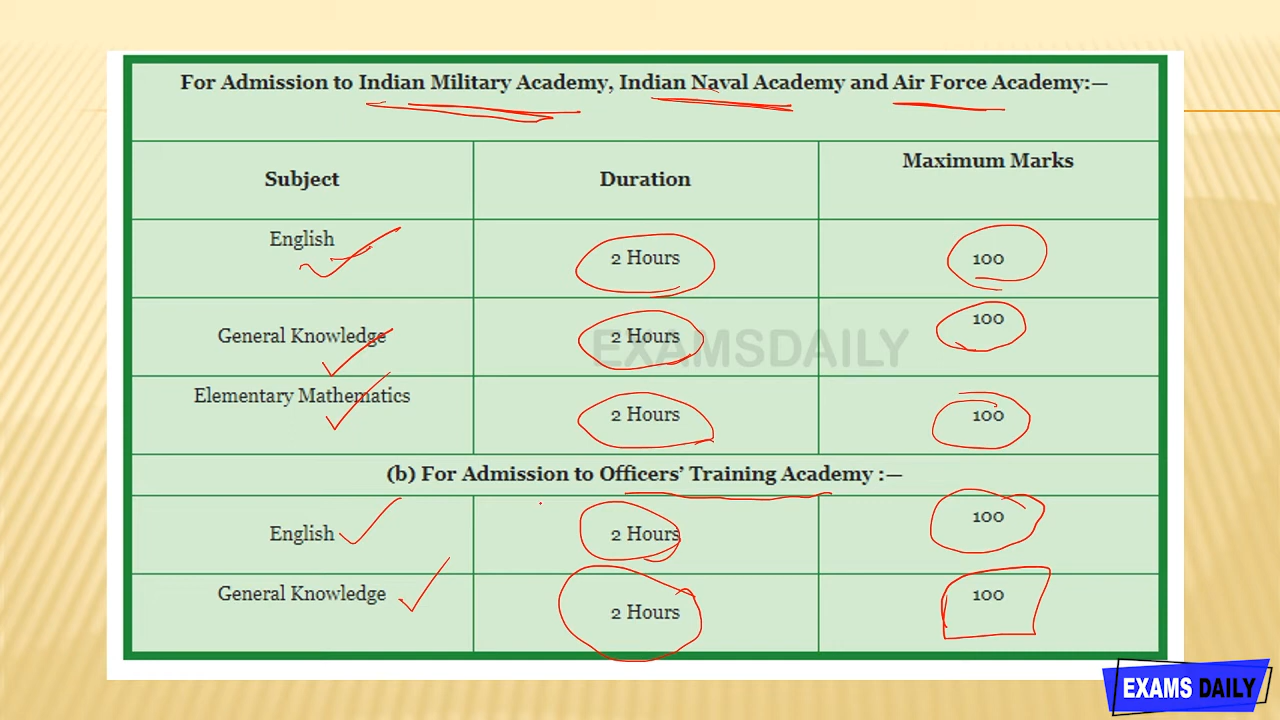 For Admission to Indian Military Academy, Indian Naval Academy and Air Force Academy:—
Subject Duration Maximum Marks
English 2 Hours 100
General Knowledge 2 Hours 100
EXAMSDAILY
Elementary Mathematics 2 Hours 100
(b) For Admission to Officers' Training Academy :—
English 2 Hours 100
General Knowledge 2 Hours 100
EXAMS DAILY